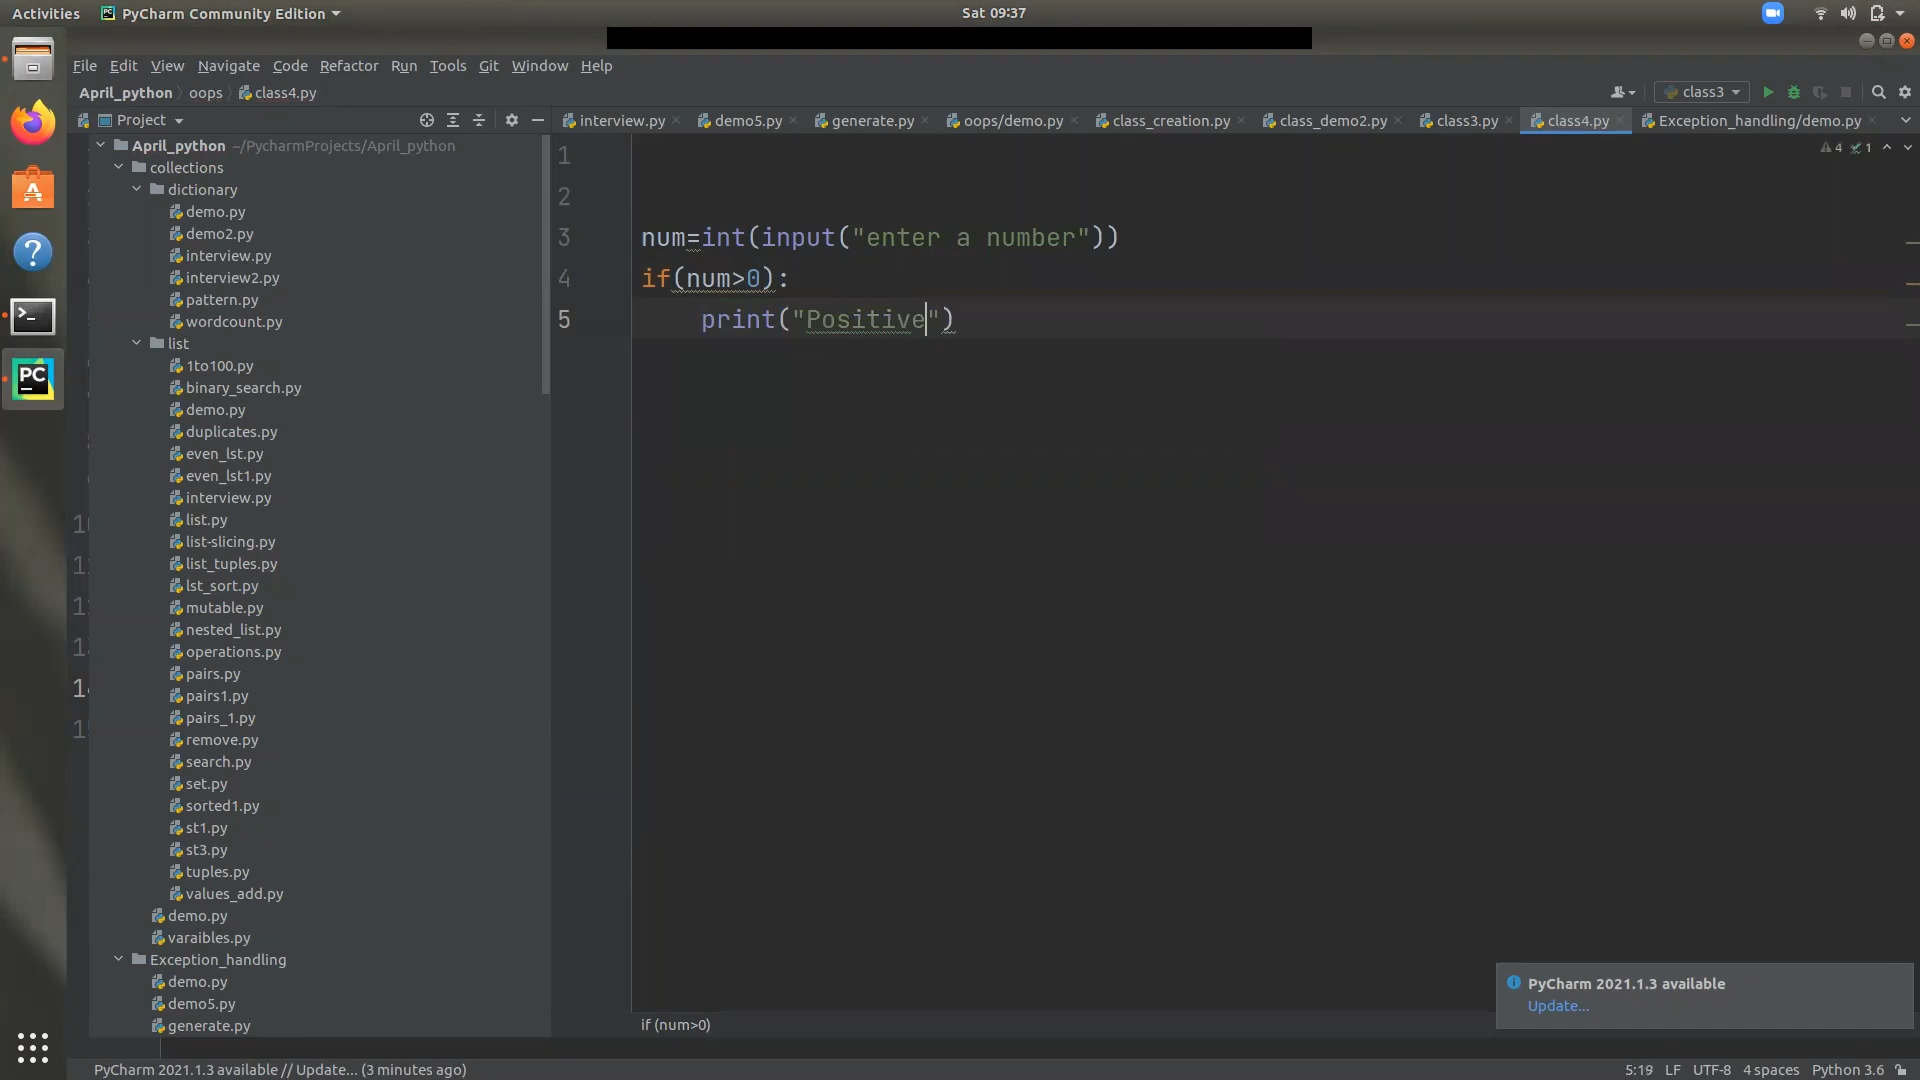 Activities PyCharm Community Edition Sat 09:37
File Edit View Navigate Code Refactor Run Tools Git Window Help
April_python oops class4.py class3
Project interview.py demo5.py generate.py oops/demo.py class_creation.py class_demo2.py class3.py class4.py Exception_handling/demo.py
April_python ~/PycharmProjects/April_python
collections
dictionary
demo.py
demo2.py
interview.py
interview2.py
pattern.py
wordcount.py
list
1to100.py
binary_search.py
demo.py
duplicates.py
even_lst.py
even_lst1.py
interview.py
list.py
list-slicing.py
list_tuples.py
lst_sort.py
mutable.py
nested_list.py
operations.py
pairs.py
pairs1.py
pairs_1.py
remove.py
search.py
set.py
sorted1.py
st1.py
st3.py
tuples.py
values_add.py
demo.py
varaibles.py
Exception_handling
demo.py
demo5.py
generate.py
1
2
3 num=int(input("enter a number"))
4 if(num>0):
5 print("Positive")
4 1
if (num>0)
PyCharm 2021.1.3 available
Update...
PyCharm 2021.1.3 available // Update... (3 minutes ago) 5:19 LF UTF-8 4 spaces Python 3.6